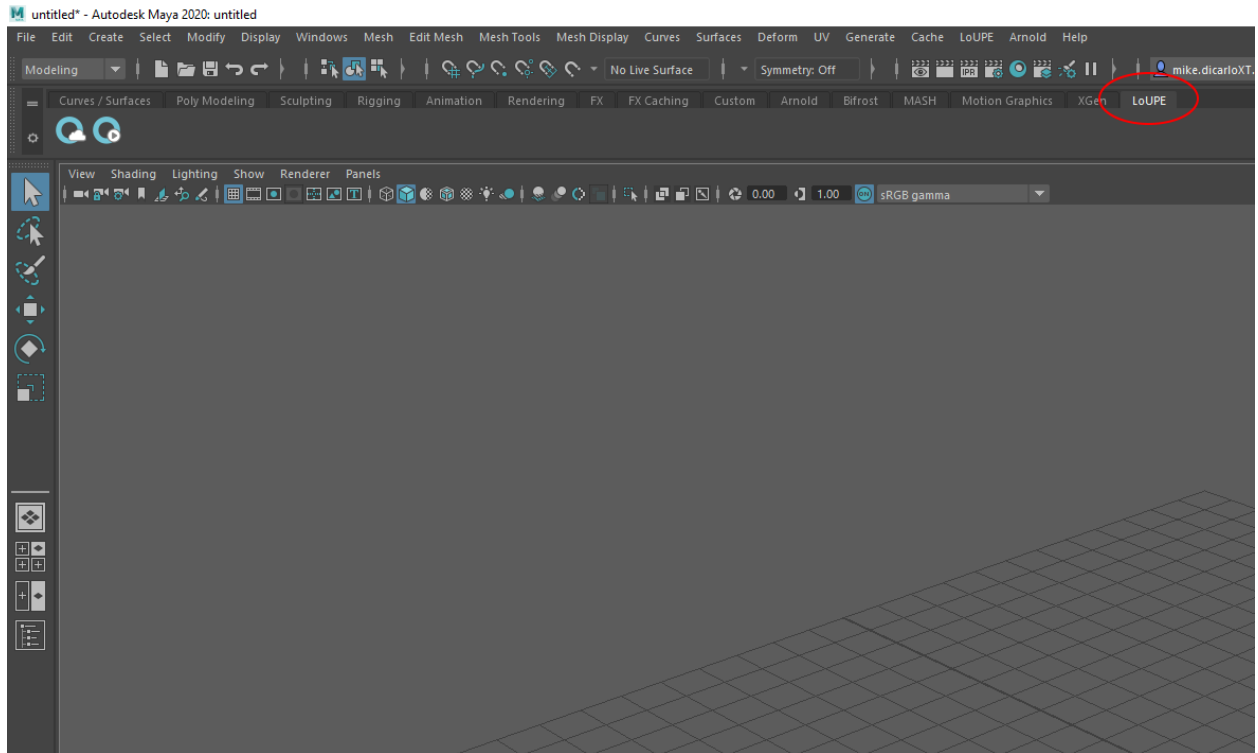 untitled* - Autodesk Maya 2020: untitled
File Edit Create Select Modify Display Windows Mesh Edit Mesh Mesh Tools Mesh Display Curves Surfaces Deform UV Generate Cache LoUPE Arnold Help
Modeling No Live Surface Symmetry: Off IPR mike.dicarloXT.
Curves / Surfaces Poly Modeling Sculpting Rigging Animation Rendering FX FX Caching Custom Arnold Bifrost MASH Motion Graphics XGen LoUPE
View Shading Lighting Show Renderer Panels
0.00 1.00 ON sRGB gamma